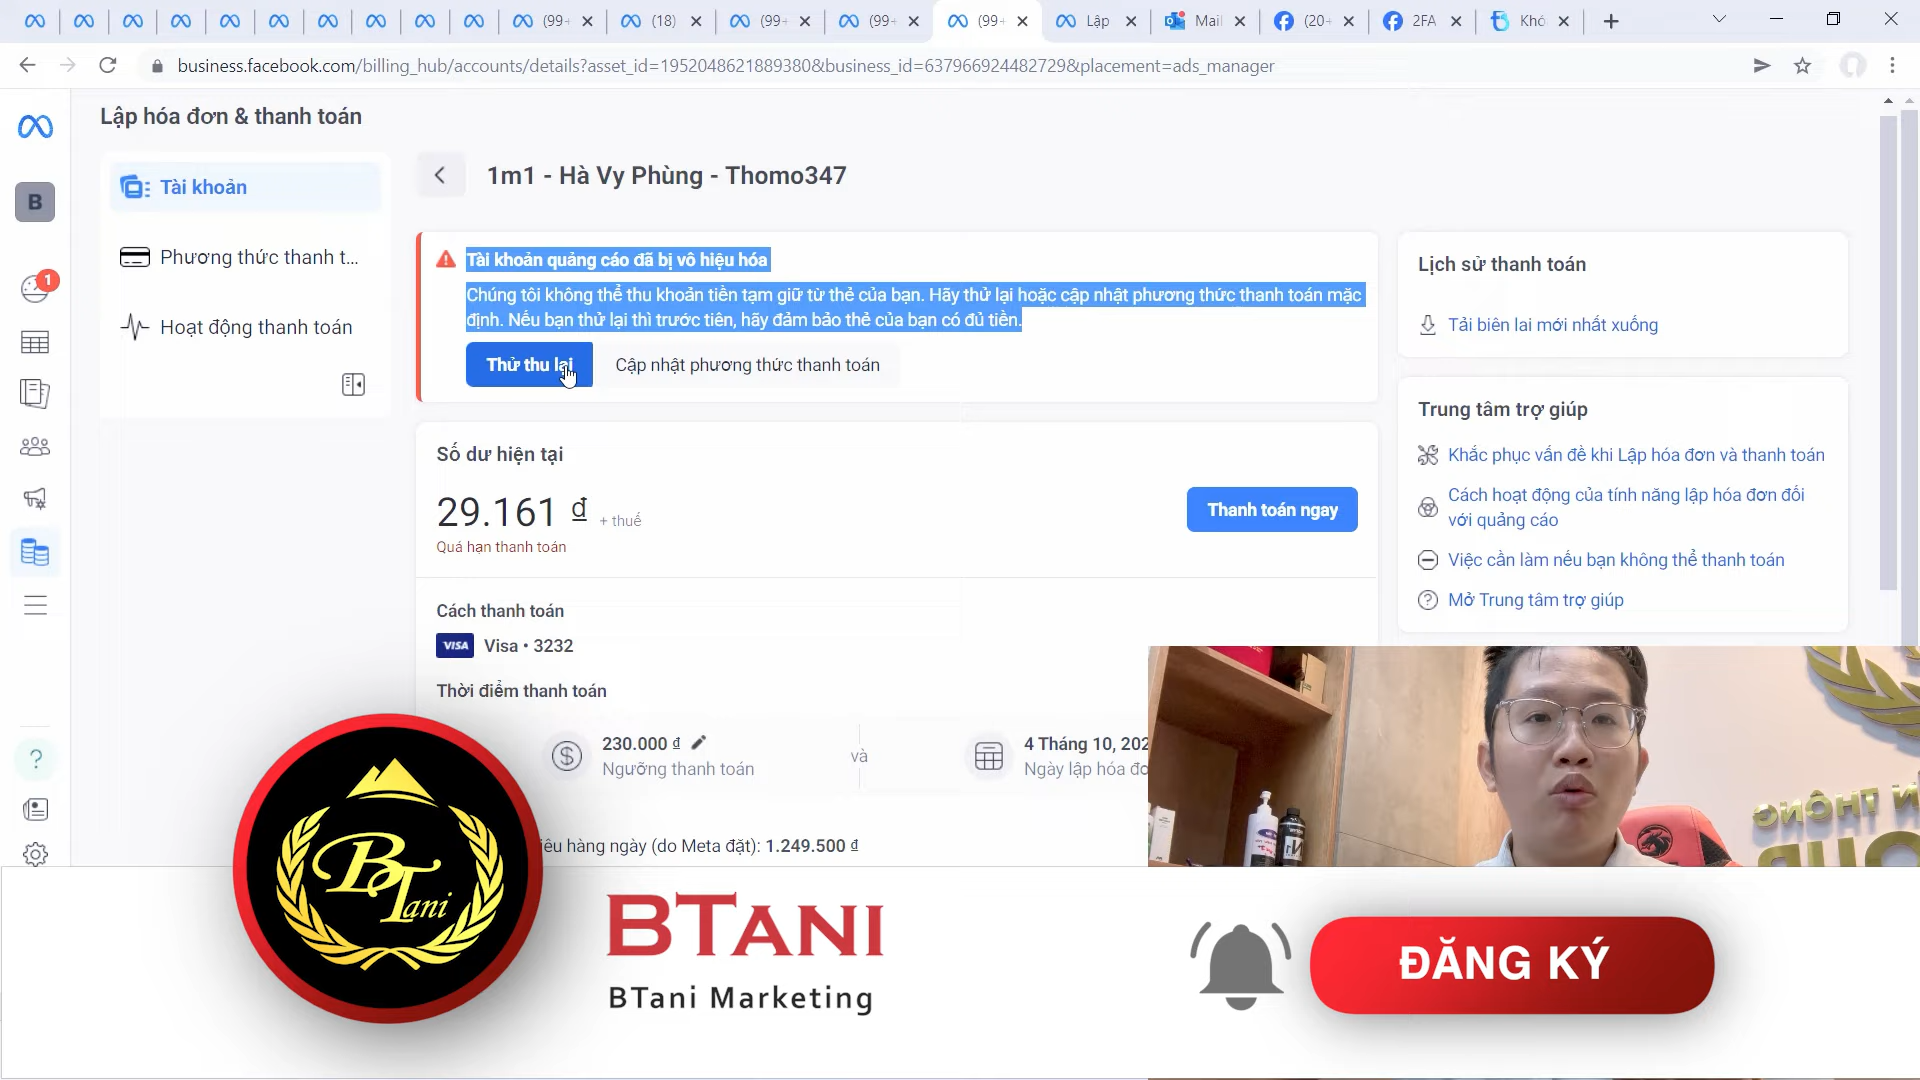 (99+
(18)
(99+
(99+
(99+
Lập
Mail
(20+
2FA
Khó
business.facebook.com/billing_hub/accounts/details?asset_id=1952048621889380&business_id=637966924482729&placement=ads_manager
Lập hóa đơn & thanh toán
B
1
Tài khoản
Phương thức thanh t...
Hoạt động thanh toán
1m1 - Hà Vy Phùng - Thomo347
Tài khoản quảng cáo đã bị vô hiệu hóa
Chúng tôi không thể thu khoản tiền tạm giữ từ thẻ của bạn. Hãy thử lại hoặc cập nhật phương thức thanh toán mặc
định. Nếu bạn thử lại thì trước tiên, hãy đảm bảo thẻ của bạn có đủ tiền.
Thử thu lại
Cập nhật phương thức thanh toán
Số dư hiện tại
29.161 đ + thuế
Quá hạn thanh toán
Thanh toán ngay
Cách thanh toán
VISA Visa • 3232
Thời điểm thanh toán
230.000 đ
Ngưỡng thanh toán
và
4 Tháng 10, 202
Ngày lập hóa đơ
iêu hàng ngày (do Meta đặt): 1.249.500 đ
Lịch sử thanh toán
Tải biên lai mới nhất xuống
Trung tâm trợ giúp
Khắc phục vấn đề khi Lập hóa đơn và thanh toán
Cách hoạt động của tính năng lập hóa đơn đối
với quảng cáo
Việc cần làm nếu bạn không thể thanh toán
Mở Trung tâm trợ giúp
BTani
BTANI
BTani Marketing
ĐĂNG KÝ